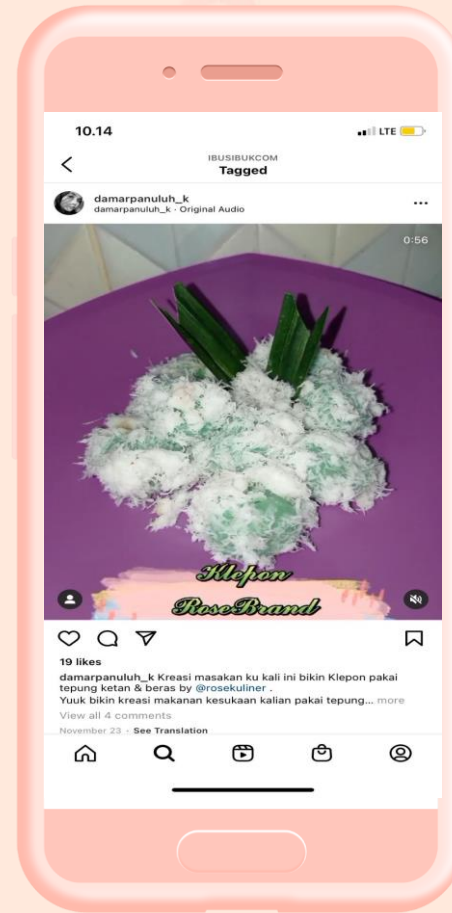 10.14
LTE
IBUSIBUKCOM
Tagged
damarpanuluh_k
damarpanuluh_k · Original Audio
0:56
Klepon
RoseBrand
19 likes
damarpanuluh_k Kreasi masakan ku kali ini bikin Klepon pakai
tepung ketan & beras by @rosekuliner .
Yuuk bikin kreasi makanan kesukaan kalian pakai tepung... more
View all 4 comments
November 23 · See Translation